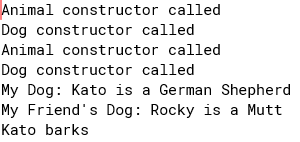 Animal constructor called
Dog constructor called
Animal constructor called
Dog constructor called
My Dog: Kato is a German Shepherd
My Friend's Dog: Rocky is a Mutt
Kato barks